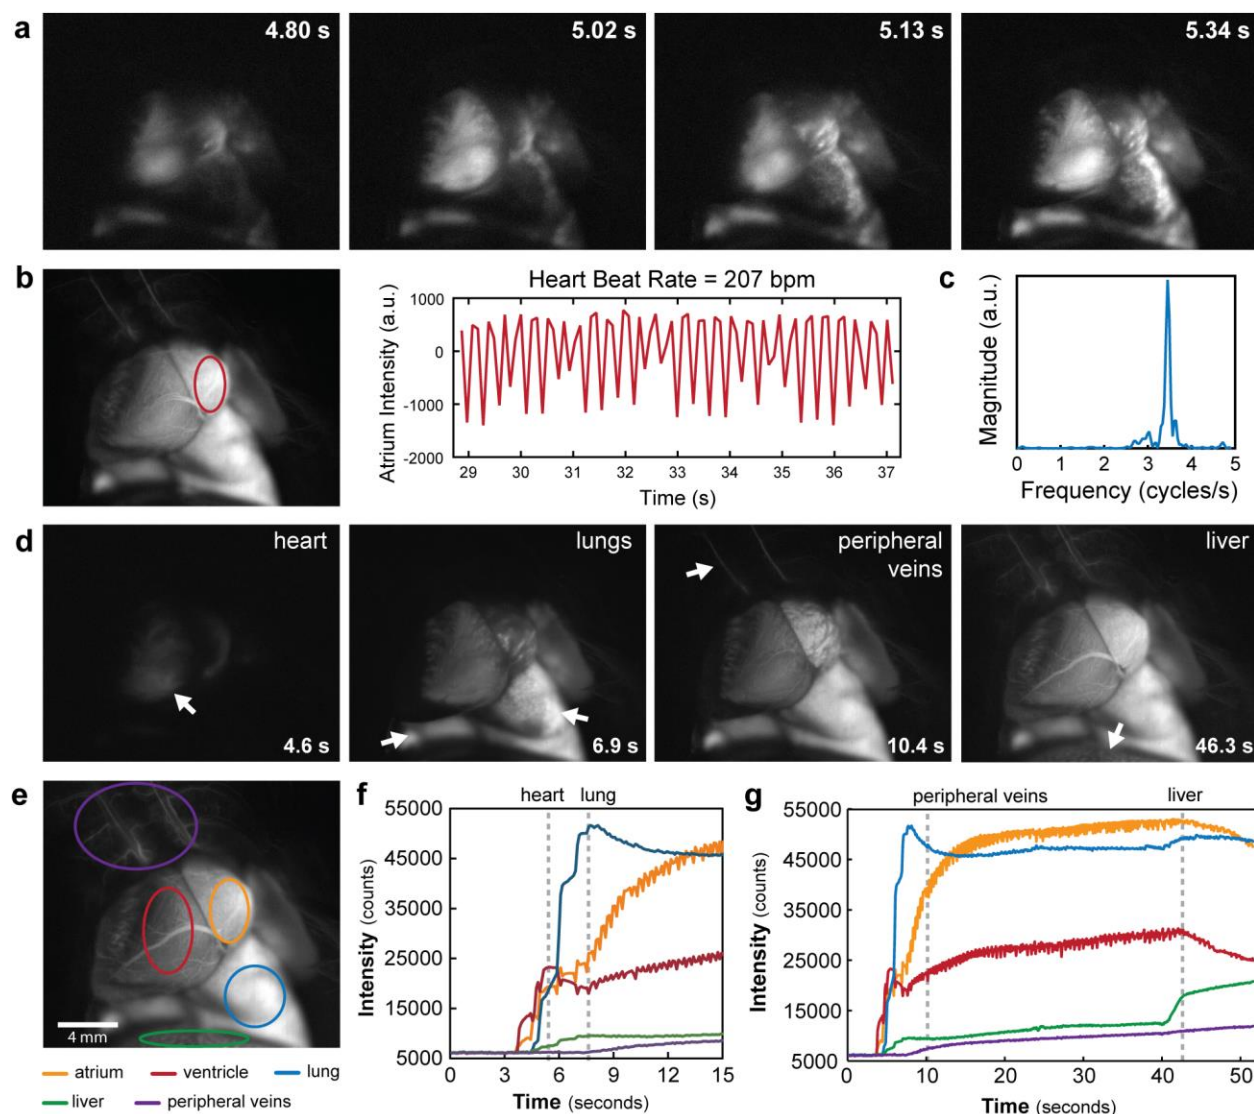 a
4.80 s
5.02 s
5.13 s
5.34 s
b
Heart Beat Rate = 207 bpm
Atrium Intensity (a.u.)
1000
0
-1000
-2000
29 30 31 32 33 34 35 36 37
Time (s)
c
Magnitude (a.u.)
0 1 2 3 4 5
Frequency (cycles/s)
d
heart
4.6 s
lungs
6.9 s
peripheral
veins
10.4 s
liver
46.3 s
e
4 mm
atrium
ventricle
lung
liver
peripheral veins
f
heart
lung
Intensity (counts)
55000
45000
35000
25000
15000
5000
0 3 6 9 12 15
Time (seconds)
g
peripheral veins
liver
Intensity (counts)
55000
45000
35000
25000
15000
5000
0 10 20 30 40 50
Time (seconds)